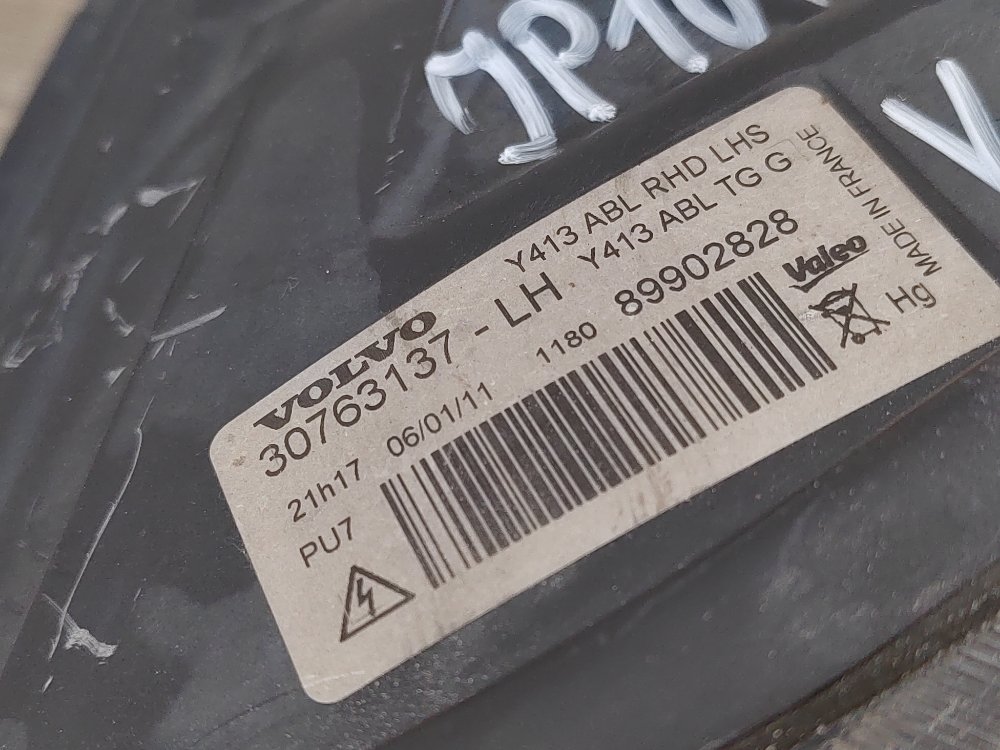 JP10
V
Y413 ABL RHD LHS
Y413 ABL TG G
VOLVO
30763137 - LH
89902828
1180
06/01/11
21h17
PU7
Valeo
Hg
MADE IN FRANCE